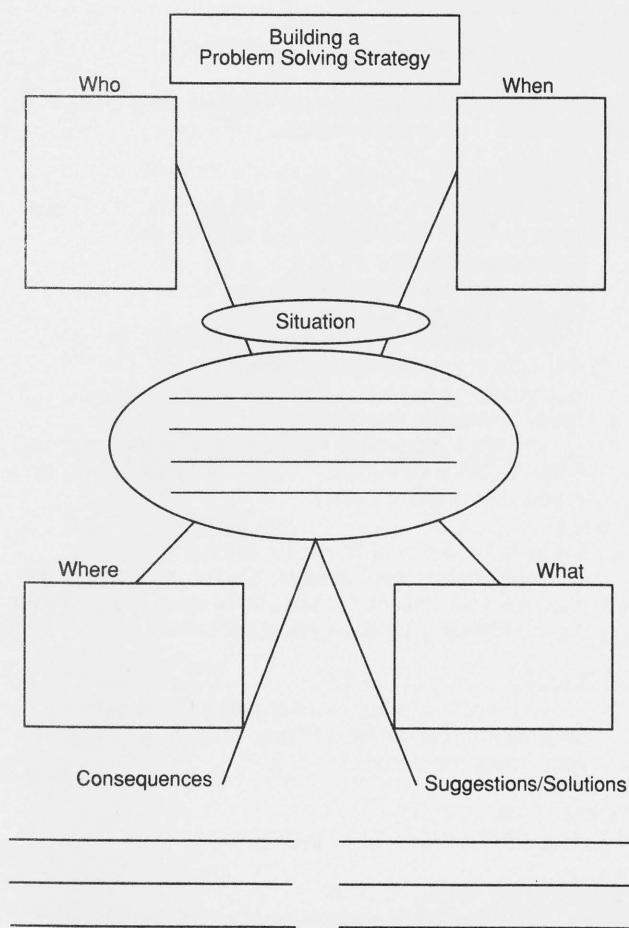 Building a
Problem Solving Strategy
Who
When
Situation
Where
What
Consequences
Suggestions/Solutions